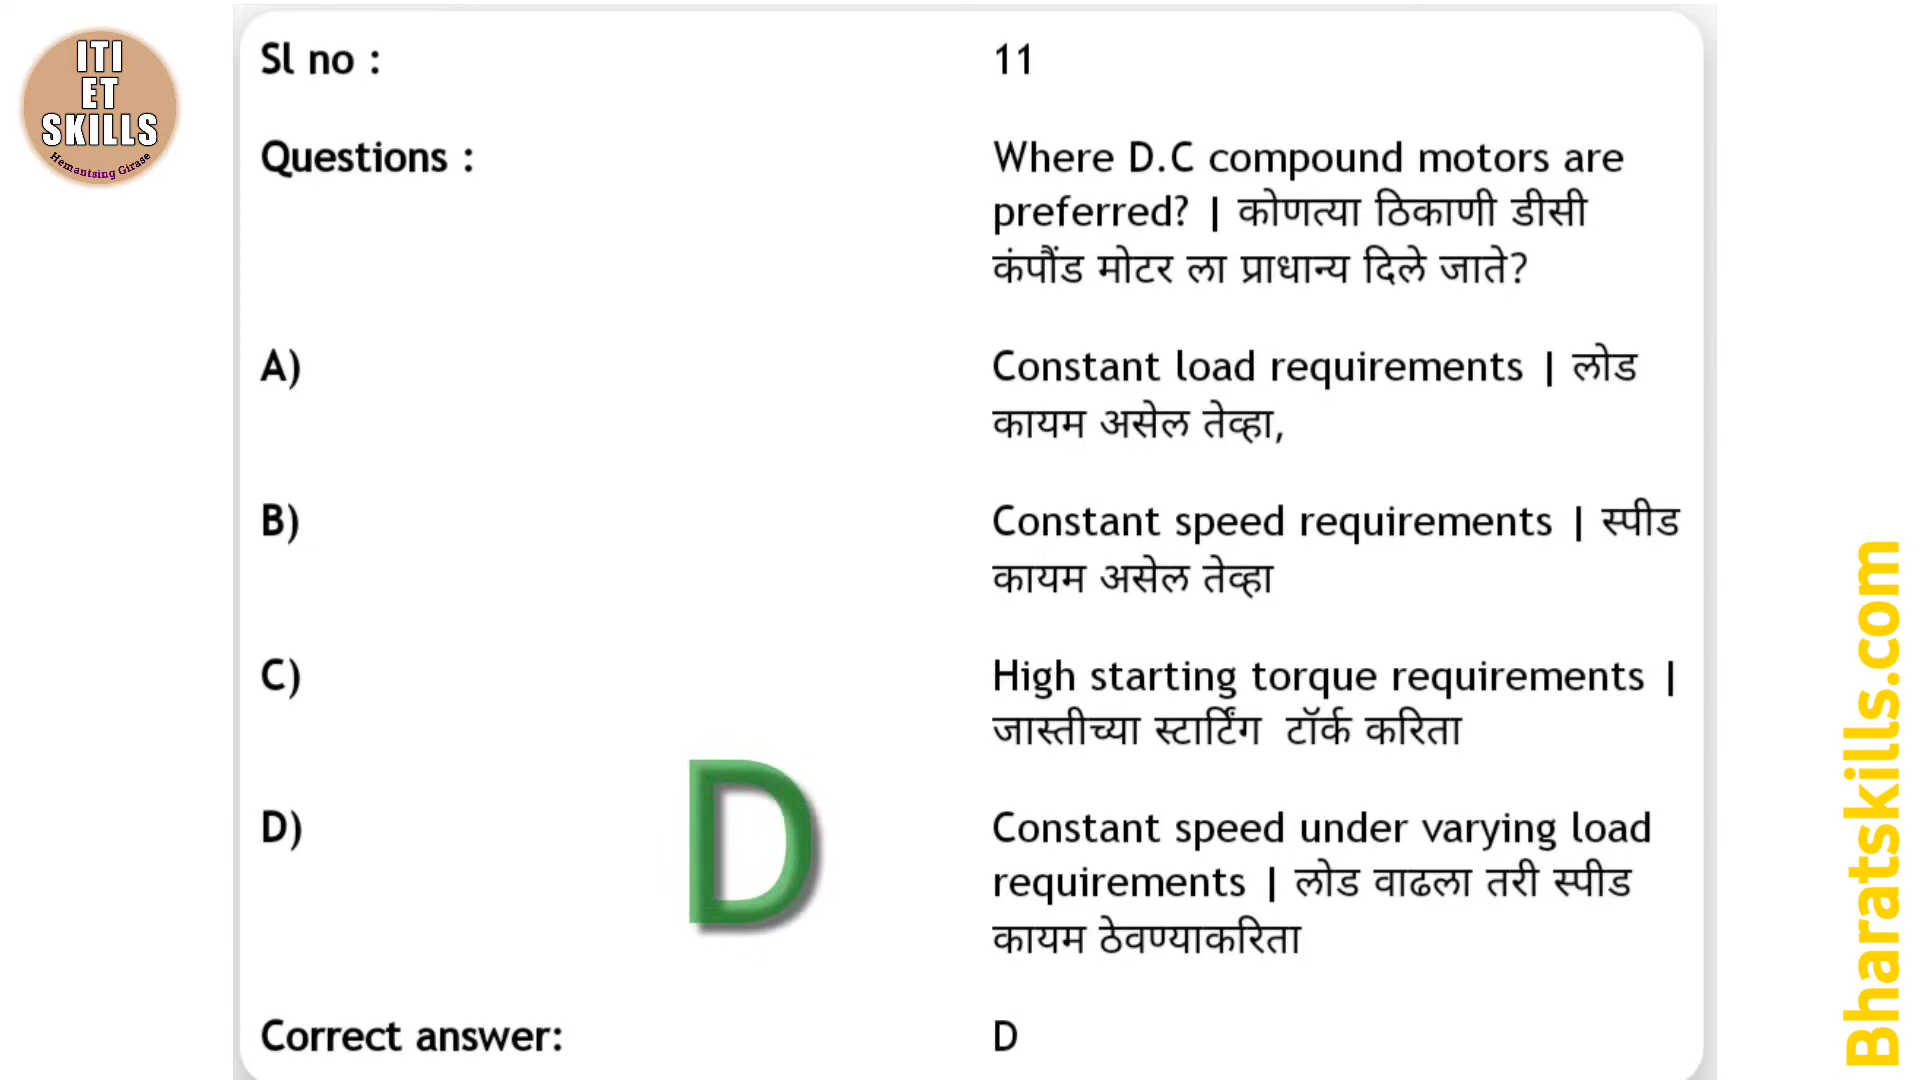 ITI
ET
SKILLS
Hemantsing Girase
Sl no : 11
Questions : Where D.C compound motors are
preferred? | कोणत्या ठिकाणी डीसी
कंपौंड मोटर ला प्राधान्य दिले जाते?
A) Constant load requirements | लोड
कायम असेल तेव्हा,
B) Constant speed requirements | स्पीड
कायम असेल तेव्हा
C) High starting torque requirements |
जास्तीच्या स्टार्टिंग टॉर्क करिता
D) Constant speed under varying load
requirements | लोड वाढला तरी स्पीड
कायम ठेवण्याकरिता
D
Correct answer: D
Bharatskills.com